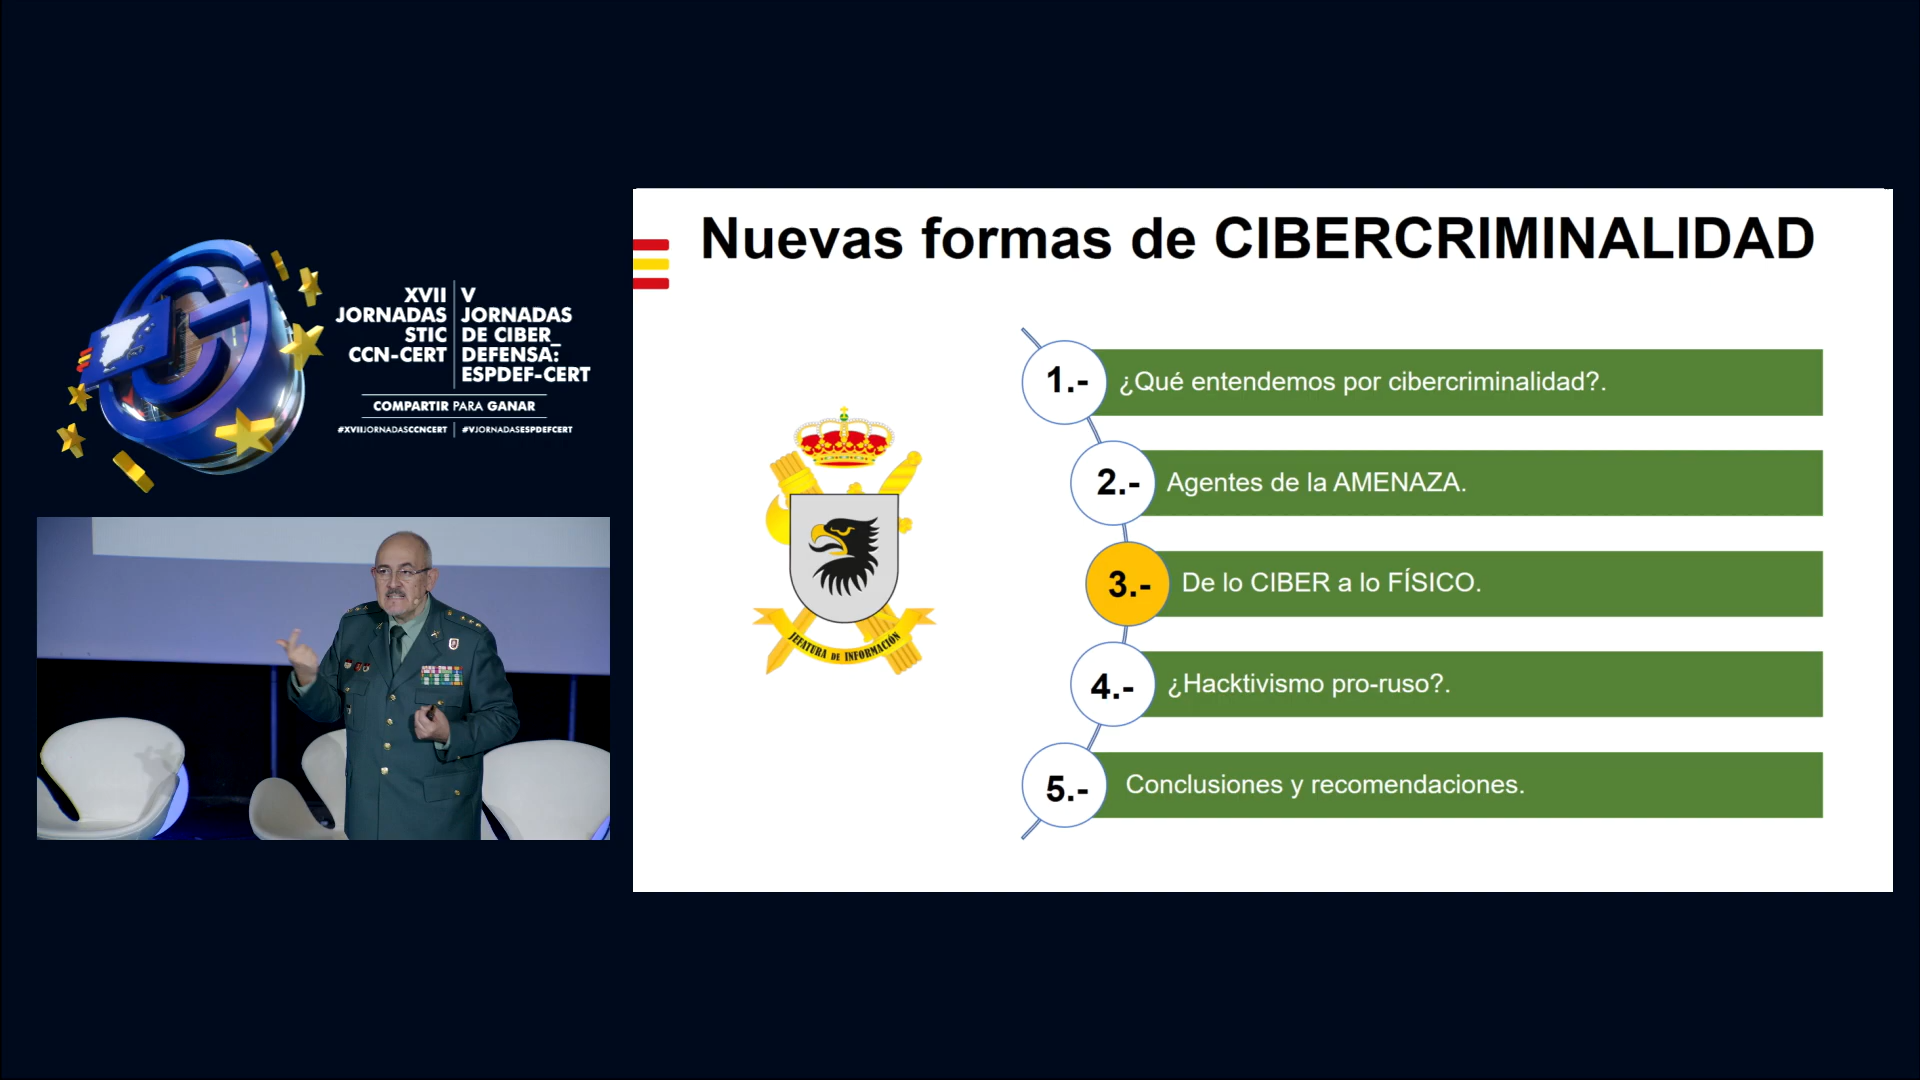 XVII
JORNADAS
STIC
CCN-CERT
V
JORNADAS
DE CIBER_
DEFENSA:
ESPDEF-CERT
COMPARTIR PARA GANAR
#XVIIJORNADASCCNCERT
#VJORNADASESPDEFCERT
Nuevas formas de CIBERCRIMINALIDAD
JEFATURA DE INFORMACIÓN
1.- ¿Qué entendemos por cibercriminalidad?.
2.- Agentes de la AMENAZA.
3.- De lo CIBER a lo FÍSICO.
4.- ¿Hacktivismo pro-ruso?.
5.- Conclusiones y recomendaciones.